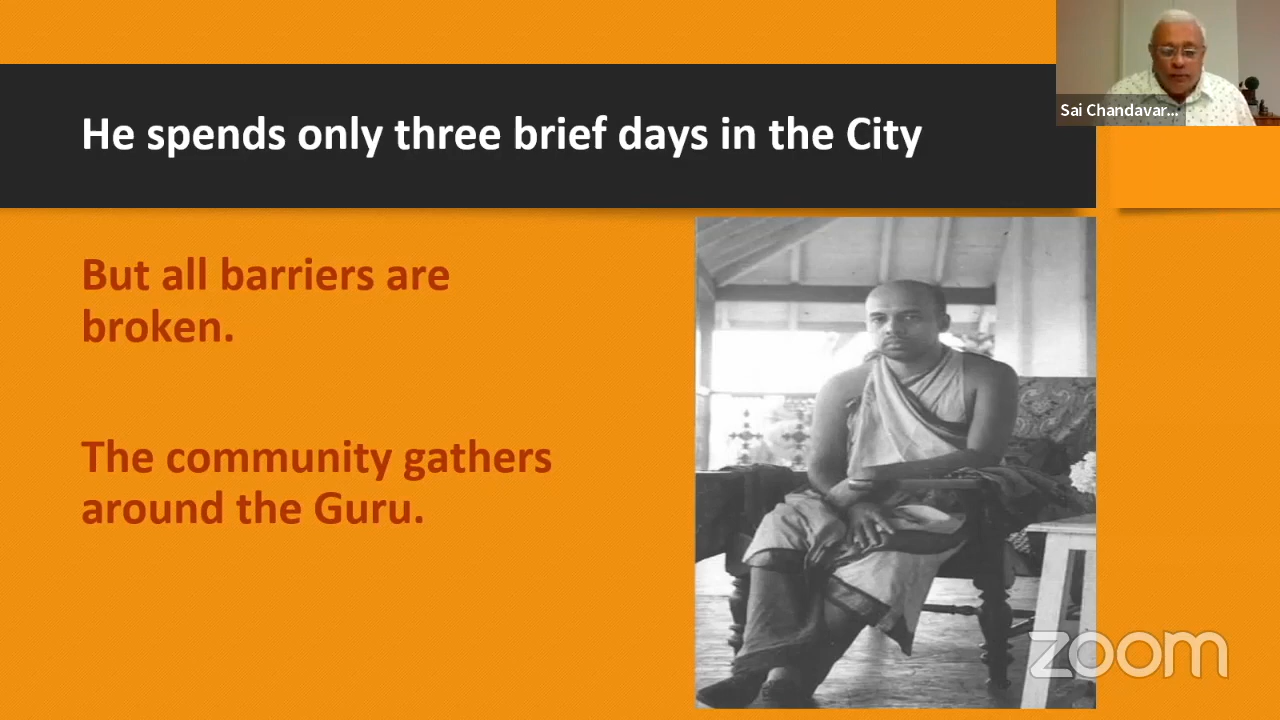 He spends only three brief days in the City
Sai Chandavar...
But all barriers are
broken.
The community gathers
around the Guru.
zoom